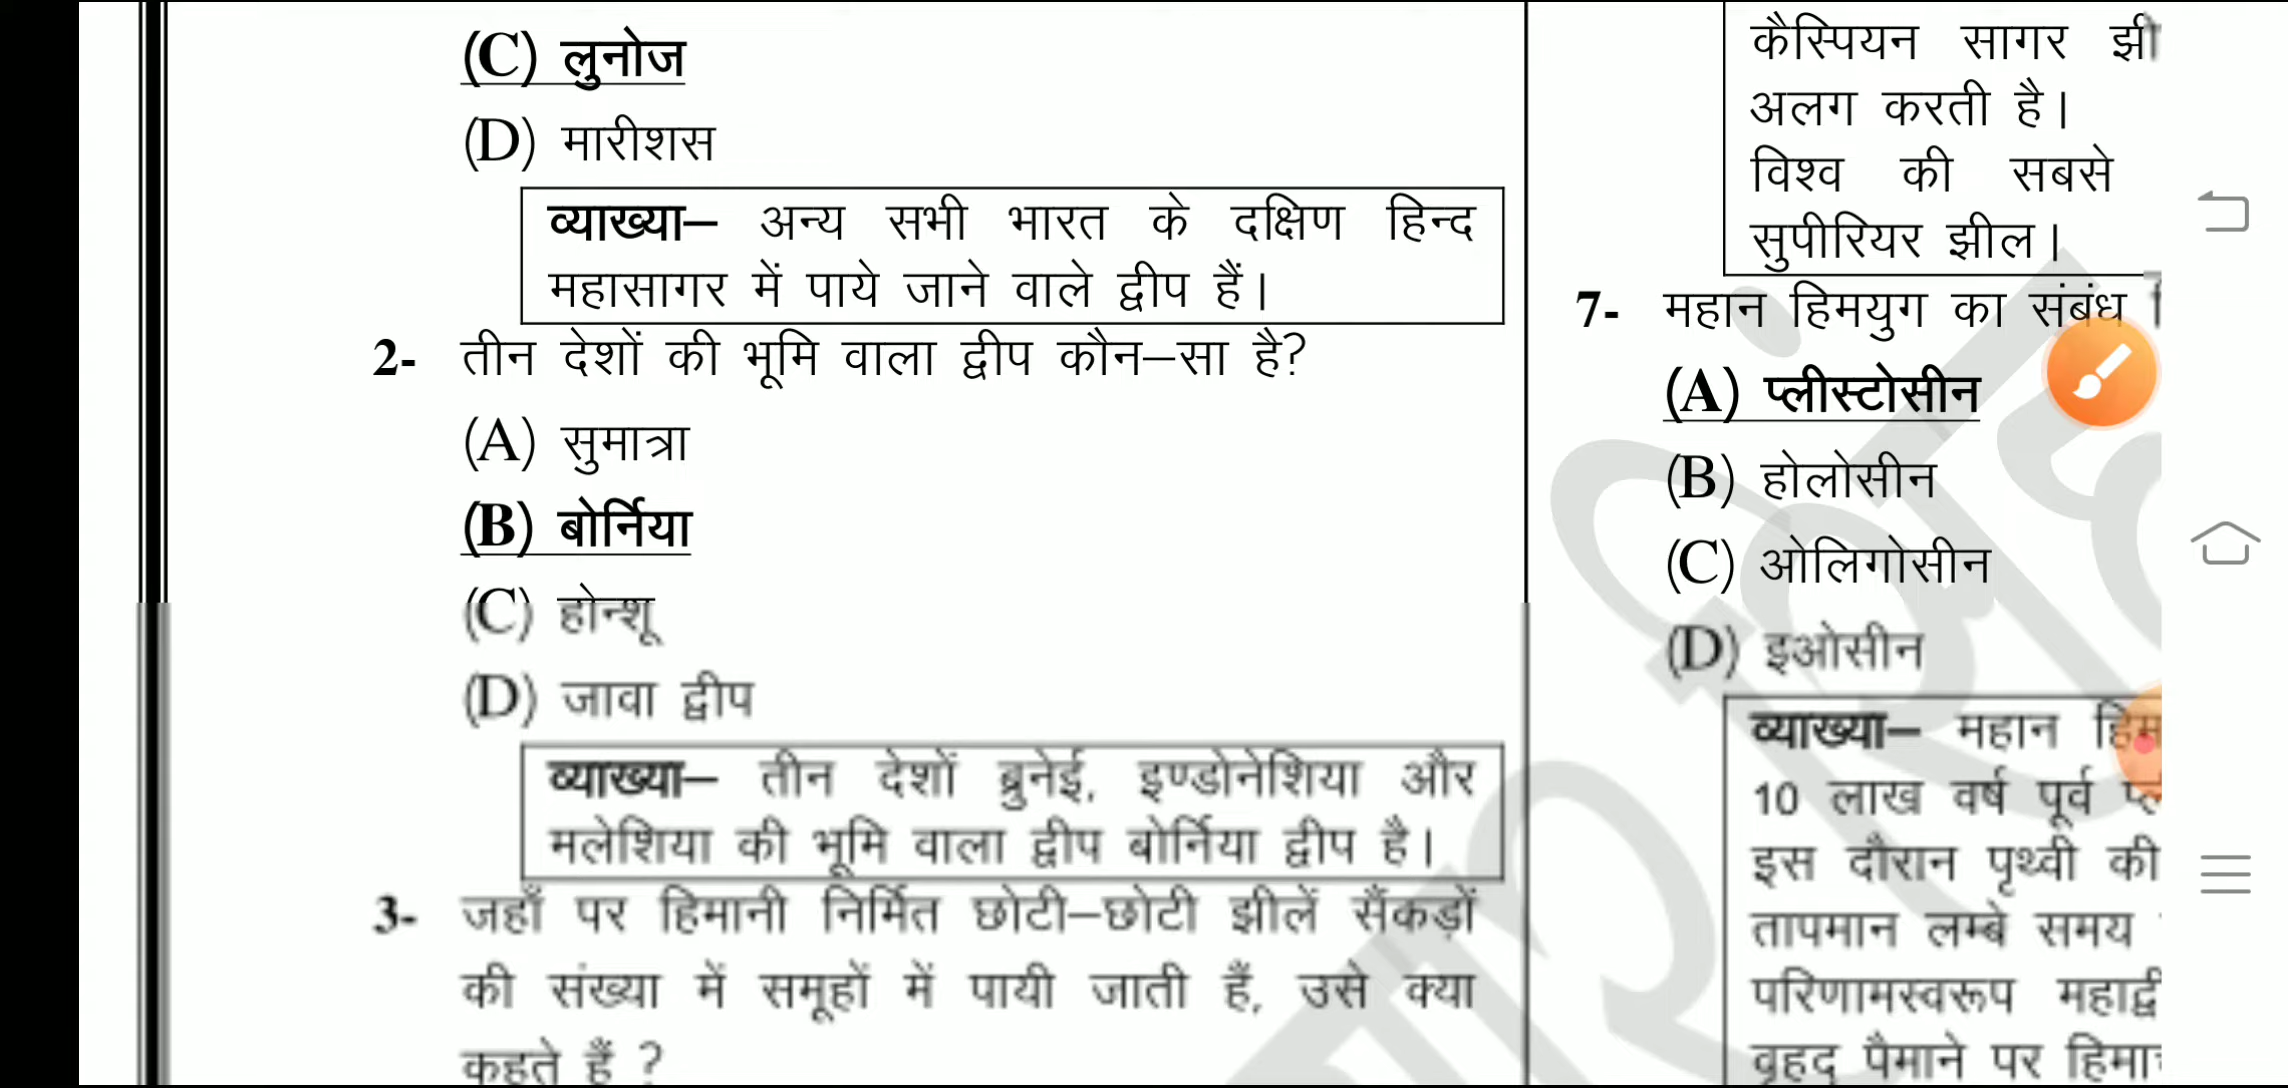 (C) लुनोज
(D) मारीशस
व्याख्या– अन्य सभी भारत के दक्षिण हिन्द
महासागर में पाये जाने वाले द्वीप हैं।
2- तीन देशों की भूमि वाला द्वीप कौन–सा है?
(A) सुमात्रा
(B) बोर्निया
(C) होन्शू
(D) जावा द्वीप
व्याख्या– तीन देशों ब्रुनेई, इण्डोनेशिया और
मलेशिया की भूमि वाला द्वीप बोर्निया द्वीप है।
3- जहाँ पर हिमानी निर्मित छोटी–छोटी झीलें सैंकड़ों
की संख्या में समूहों में पायी जाती हैं, उसे क्या
कहते हैं ?
कैस्पियन सागर
अलग करती है।
विश्व की सबसे
सुपीरियर झील।
7- महान हिमयुग का संबंध
(A) प्लीस्टोसीन
(B) होलोसीन
(C) ओलिगोसीन
(D) इओसीन
व्याख्या– महान
10 लाख वर्ष पूर्व
इस दौरान पृथ्वी की
तापमान लम्बे समय
परिणामस्वरूप
वृहद पैमाने पर